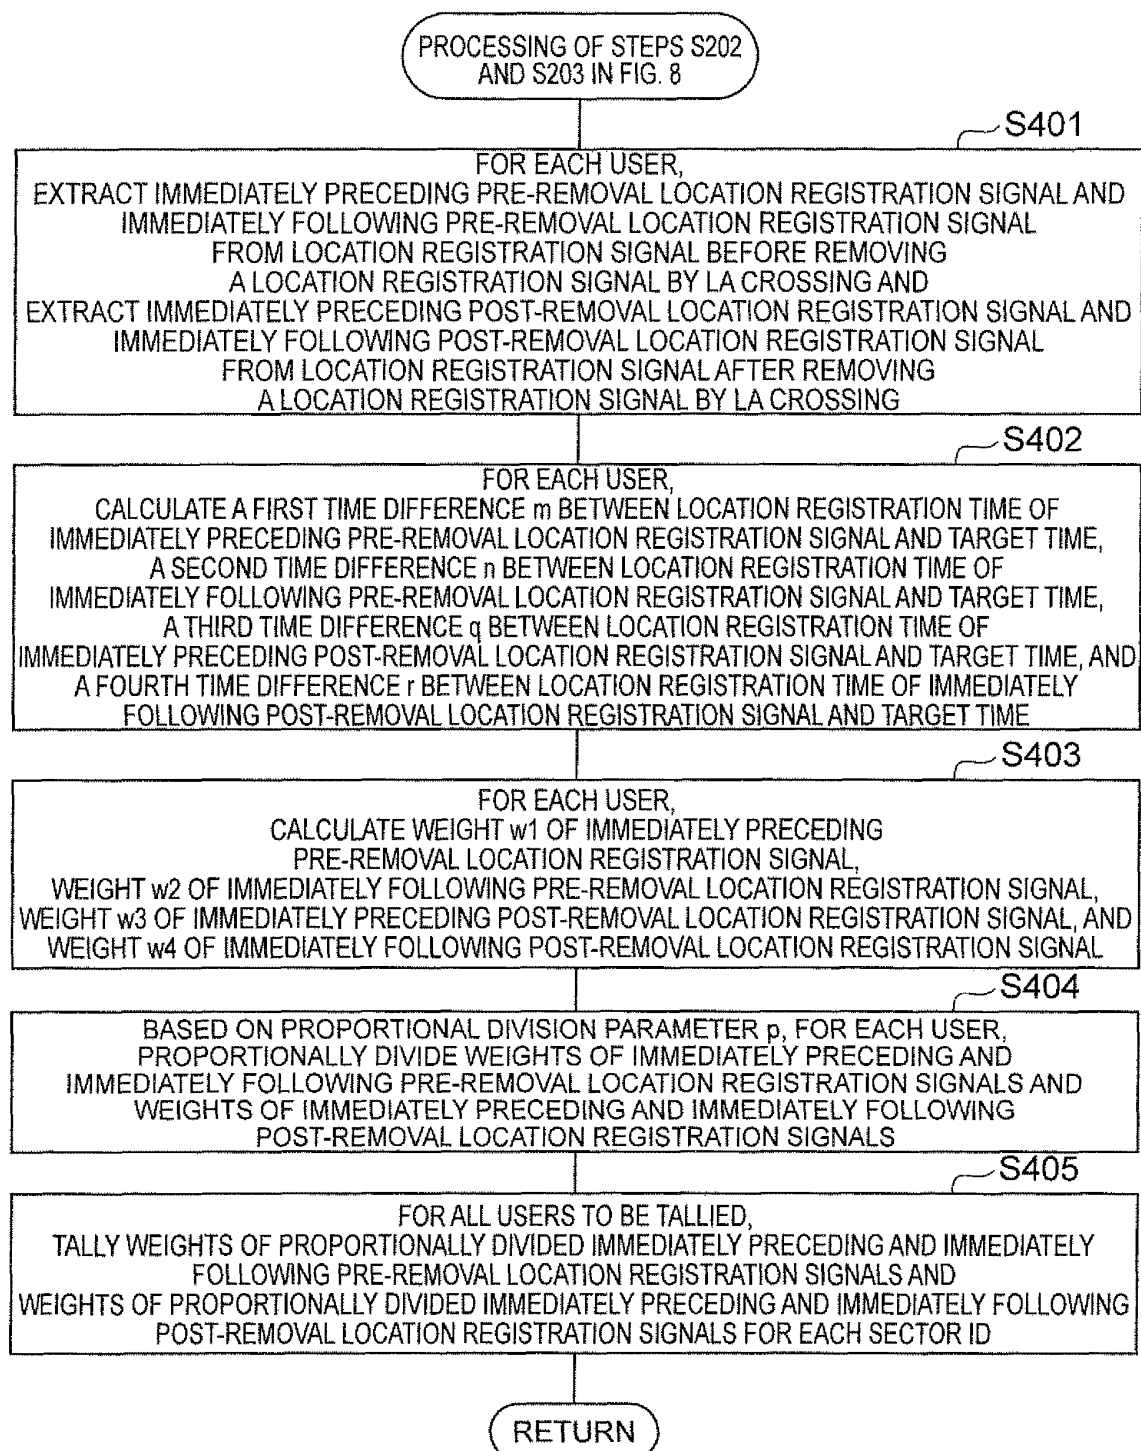 PROCESSING OF STEPS S202
AND S203 IN FIG. 8
S401
FOR EACH USER,
EXTRACT IMMEDIATELY PRECEDING PRE-REMOVAL LOCATION REGISTRATION SIGNAL AND
IMMEDIATELY FOLLOWING PRE-REMOVAL LOCATION REGISTRATION SIGNAL
FROM LOCATION REGISTRATION SIGNAL BEFORE REMOVING
A LOCATION REGISTRATION SIGNAL BY LA CROSSING AND
EXTRACT IMMEDIATELY PRECEDING POST-REMOVAL LOCATION REGISTRATION SIGNAL AND
IMMEDIATELY FOLLOWING POST-REMOVAL LOCATION REGISTRATION SIGNAL
FROM LOCATION REGISTRATION SIGNAL AFTER REMOVING
A LOCATION REGISTRATION SIGNAL BY LA CROSSING
S402
FOR EACH USER,
CALCULATE A FIRST TIME DIFFERENCE m BETWEEN LOCATION REGISTRATION TIME OF
IMMEDIATELY PRECEDING PRE-REMOVAL LOCATION REGISTRATION SIGNAL AND TARGET TIME,
A SECOND TIME DIFFERENCE n BETWEEN LOCATION REGISTRATION TIME OF
IMMEDIATELY FOLLOWING PRE-REMOVAL LOCATION REGISTRATION SIGNAL AND TARGET TIME,
A THIRD TIME DIFFERENCE q BETWEEN LOCATION REGISTRATION TIME OF
IMMEDIATELY PRECEDING POST-REMOVAL LOCATION REGISTRATION SIGNAL AND TARGET TIME, AND
A FOURTH TIME DIFFERENCE r BETWEEN LOCATION REGISTRATION TIME OF IMMEDIATELY
FOLLOWING POST-REMOVAL LOCATION REGISTRATION SIGNAL AND TARGET TIME
S403
FOR EACH USER,
CALCULATE WEIGHT w1 OF IMMEDIATELY PRECEDING
PRE-REMOVAL LOCATION REGISTRATION SIGNAL,
WEIGHT w2 OF IMMEDIATELY FOLLOWING PRE-REMOVAL LOCATION REGISTRATION SIGNAL,
WEIGHT w3 OF IMMEDIATELY PRECEDING POST-REMOVAL LOCATION REGISTRATION SIGNAL, AND
WEIGHT w4 OF IMMEDIATELY FOLLOWING POST-REMOVAL LOCATION REGISTRATION SIGNAL
S404
BASED ON PROPORTIONAL DIVISION PARAMETER p, FOR EACH USER,
PROPORTIONALLY DIVIDE WEIGHTS OF IMMEDIATELY PRECEDING AND
IMMEDIATELY FOLLOWING PRE-REMOVAL LOCATION REGISTRATION SIGNALS AND
WEIGHTS OF IMMEDIATELY PRECEDING AND IMMEDIATELY FOLLOWING
POST-REMOVAL LOCATION REGISTRATION SIGNALS
S405
FOR ALL USERS TO BE TALLIED,
TALLY WEIGHTS OF PROPORTIONALLY DIVIDED IMMEDIATELY PRECEDING AND IMMEDIATELY
FOLLOWING PRE-REMOVAL LOCATION REGISTRATION SIGNALS AND
WEIGHTS OF PROPORTIONALLY DIVIDED IMMEDIATELY PRECEDING AND IMMEDIATELY FOLLOWING
POST-REMOVAL LOCATION REGISTRATION SIGNALS FOR EACH SECTOR ID
RETURN